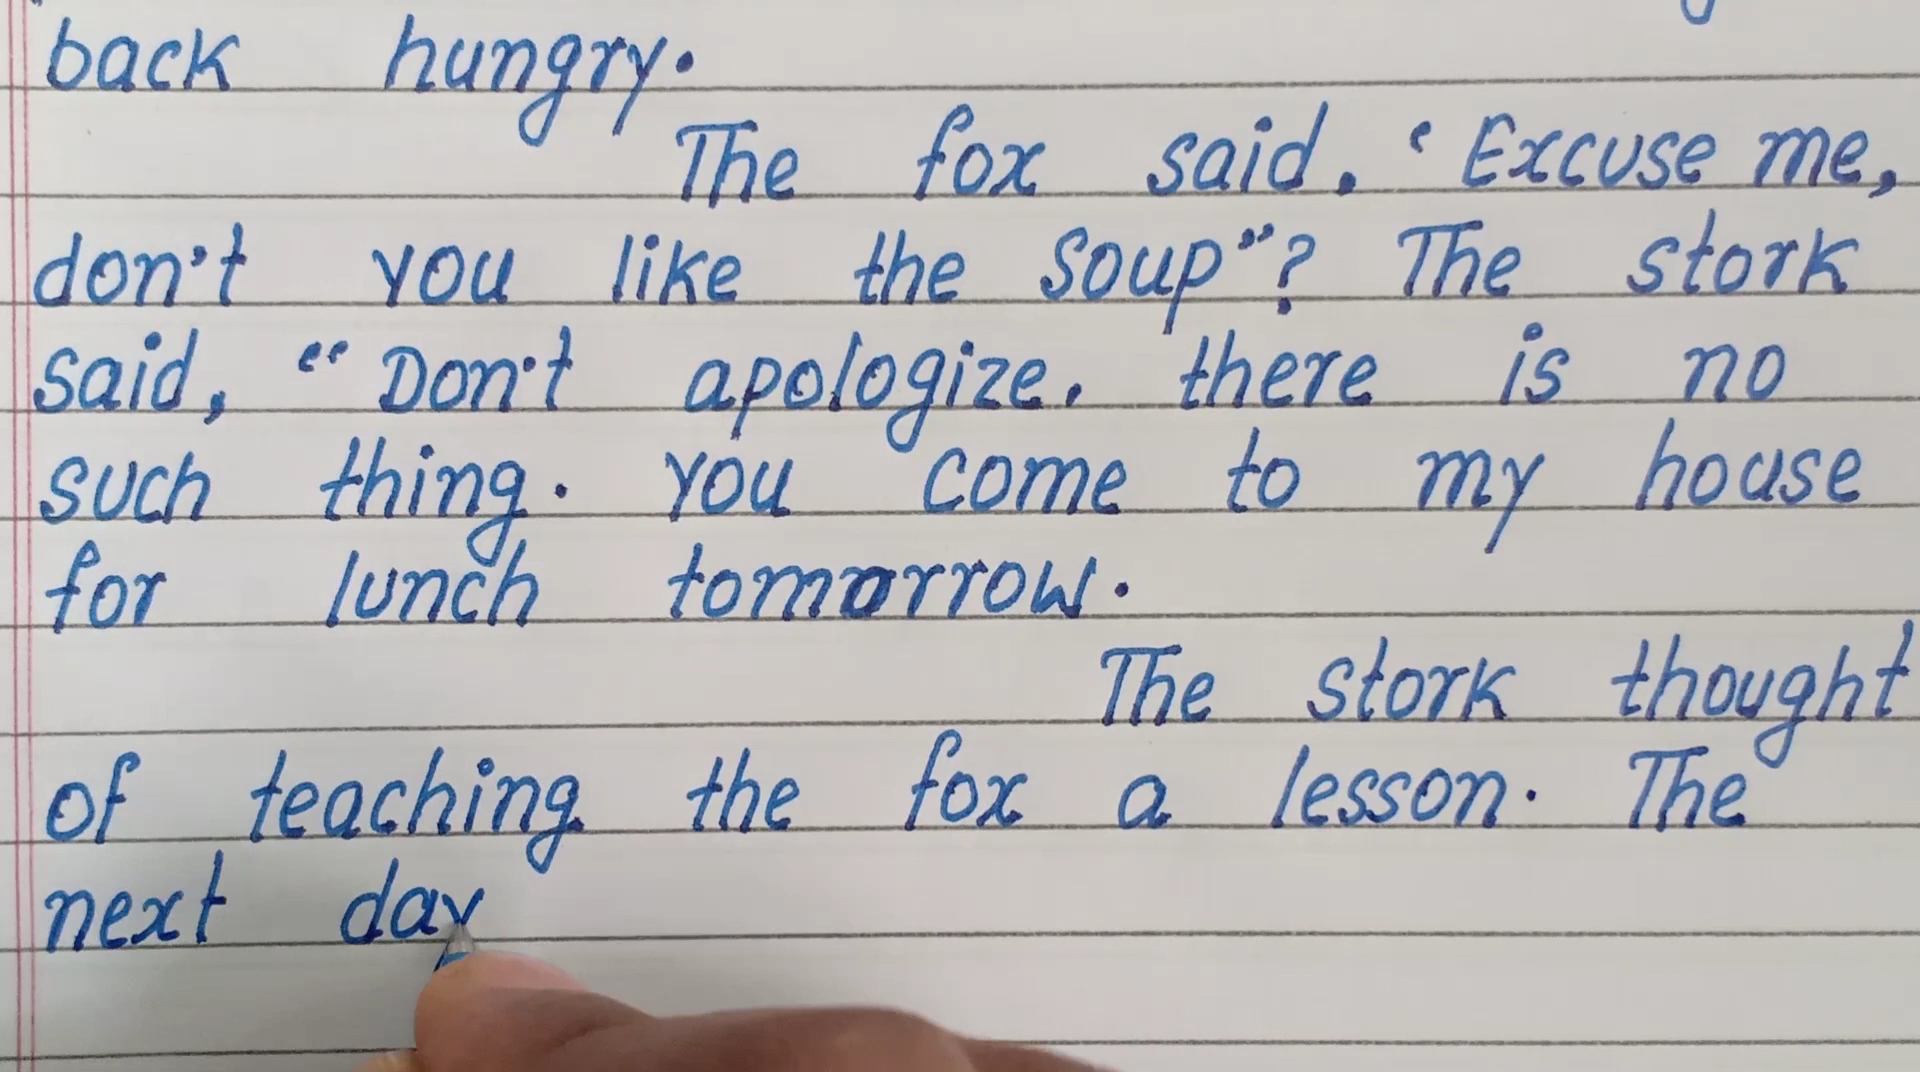 back hungry.
The fox said. ‘Excuse me,
don't you like the soup”? The stork
said, “Don't apologize. there is no
such thing. You come to my house
for lunch tomorrow.
The stork thought
of teaching the fox a lesson. The
next day